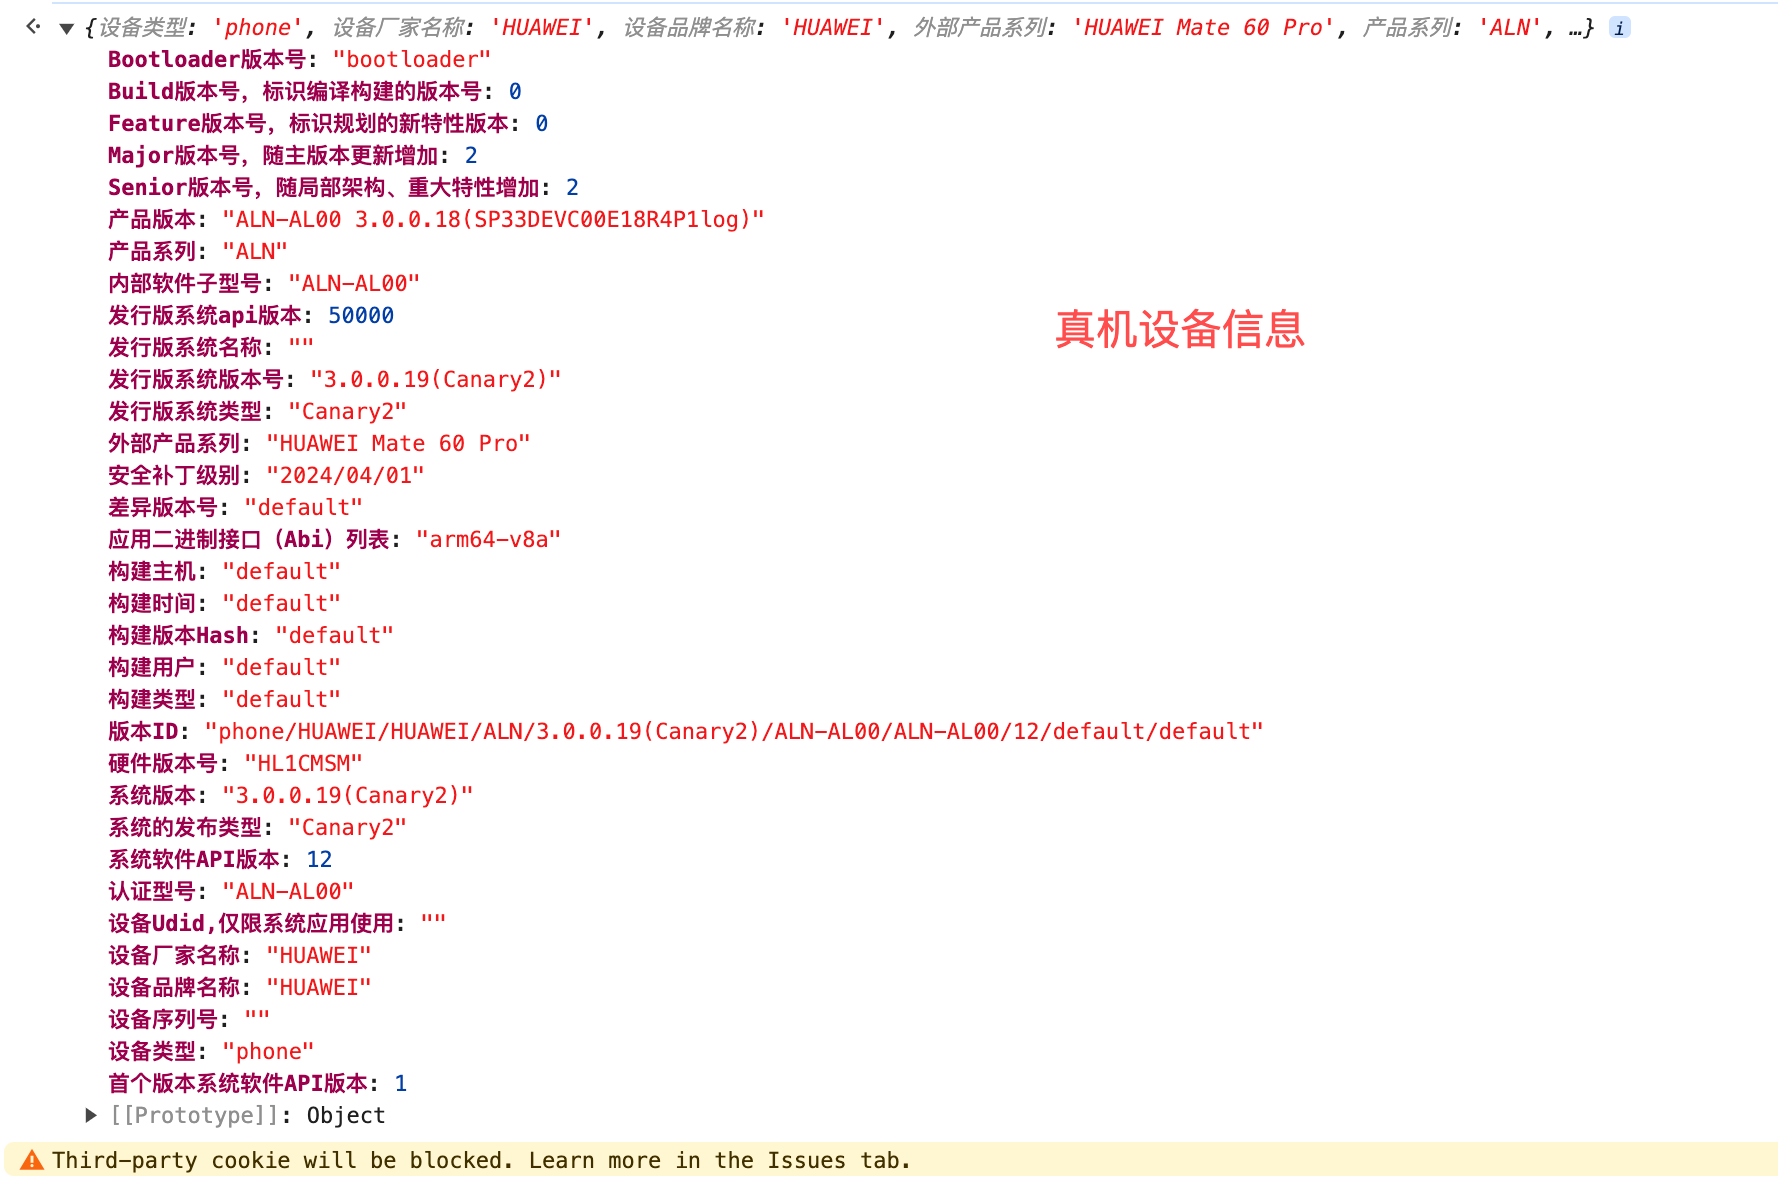 {设备类型: 'phone', 设备厂家名称: 'HUAWEI', 设备品牌名称: 'HUAWEI', 外部产品系列: 'HUAWEI Mate 60 Pro', 产品系列: 'ALN', …} i
Bootloader版本号: "bootloader"
Build版本号，标识编译构建的版本号: 0
Feature版本号，标识规划的新特性版本: 0
Major版本号，随主版本更新增加: 2
Senior版本号，随局部架构、重大特性增加: 2
产品版本: "ALN-AL00 3.0.0.18(SP33DEVC00E18R4P1log)"
产品系列: "ALN"
内部软件子型号: "ALN-AL00"
发行版系统api版本: 50000
真机设备信息
发行版系统名称: ""
发行版系统版本号: "3.0.0.19(Canary2)"
发行版系统类型: "Canary2"
外部产品系列: "HUAWEI Mate 60 Pro"
安全补丁级别: "2024/04/01"
差异版本号: "default"
应用二进制接口（Abi）列表: "arm64-v8a"
构建主机: "default"
构建时间: "default"
构建版本Hash: "default"
构建用户: "default"
构建类型: "default"
版本ID: "phone/HUAWEI/HUAWEI/ALN/3.0.0.19(Canary2)/ALN-AL00/ALN-AL00/12/default/default"
硬件版本号: "HL1CMSM"
系统版本: "3.0.0.19(Canary2)"
系统的发布类型: "Canary2"
系统软件API版本: 12
认证型号: "ALN-AL00"
设备Udid,仅限系统应用使用: ""
设备厂家名称: "HUAWEI"
设备品牌名称: "HUAWEI"
设备序列号: ""
设备类型: "phone"
首个版本系统软件API版本: 1
[[Prototype]]: Object
Third-party cookie will be blocked. Learn more in the Issues tab.